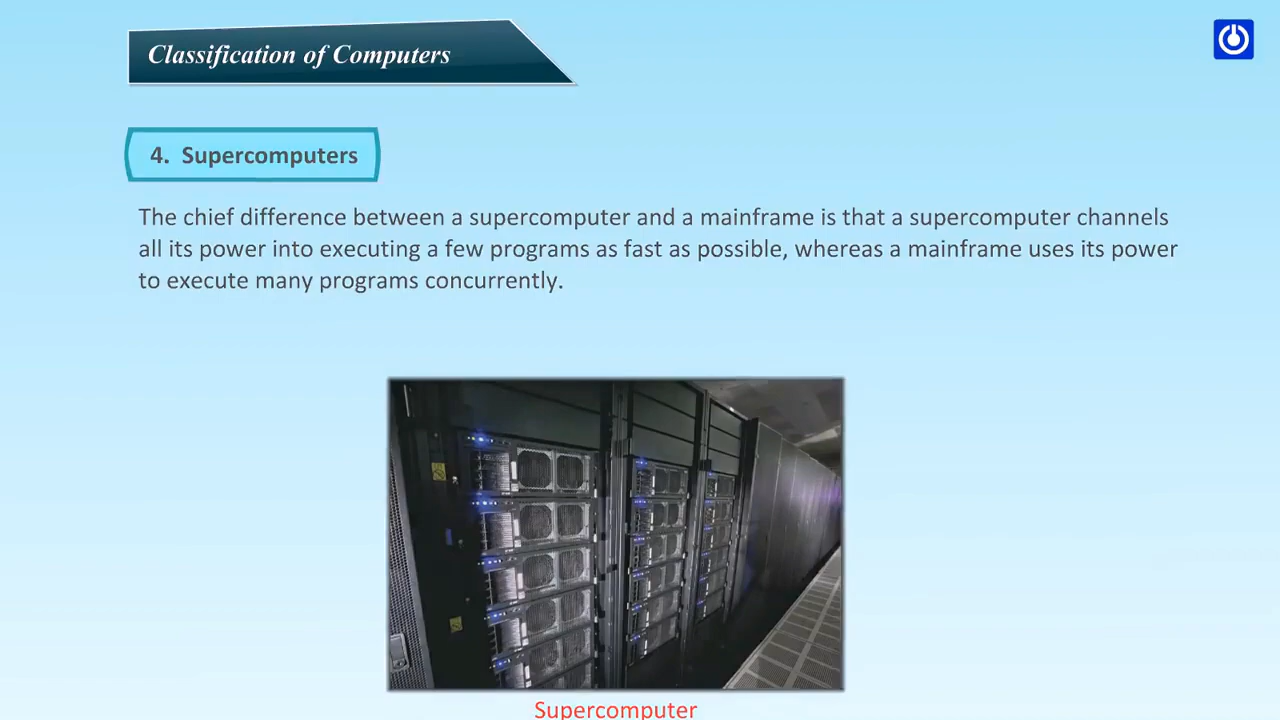 Classification of Computers
4. Supercomputers
The chief difference between a supercomputer and a mainframe is that a supercomputer channels
all its power into executing a few programs as fast as possible, whereas a mainframe uses its power
to execute many programs concurrently.
Supercomputer